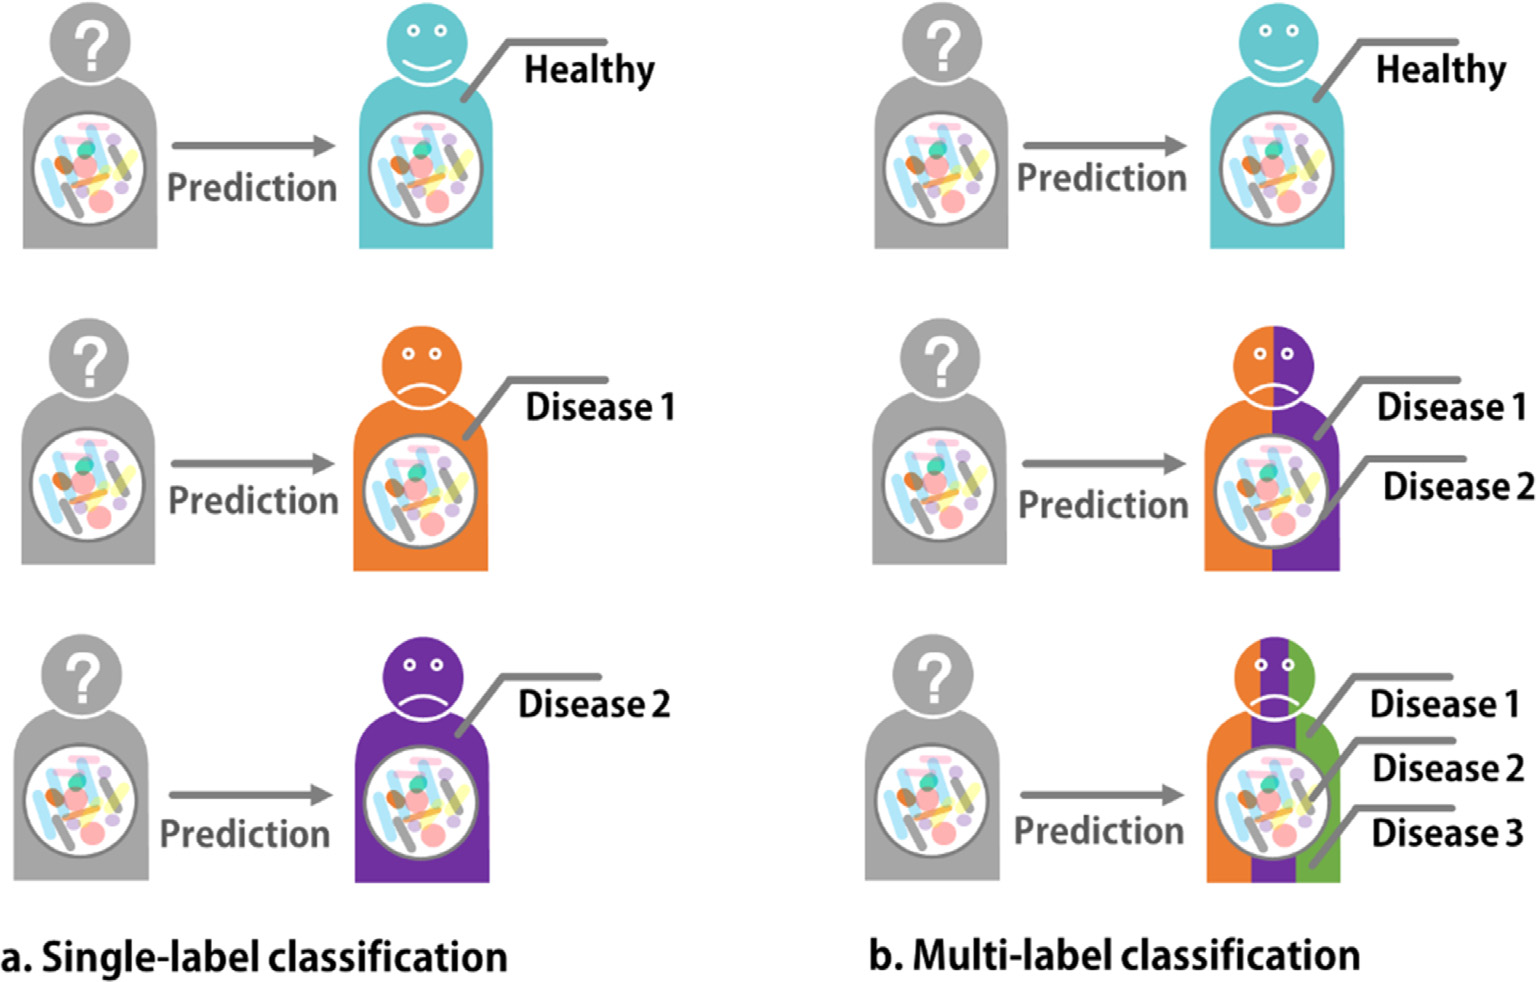 ?
Healthy
Prediction
?
Disease 1
Prediction
?
Disease 2
Prediction
a. Single-label classification
?
Healthy
Prediction
?
Disease 1
Disease 2
Prediction
?
Disease 1
Disease 2
Disease 3
Prediction
b. Multi-label classification